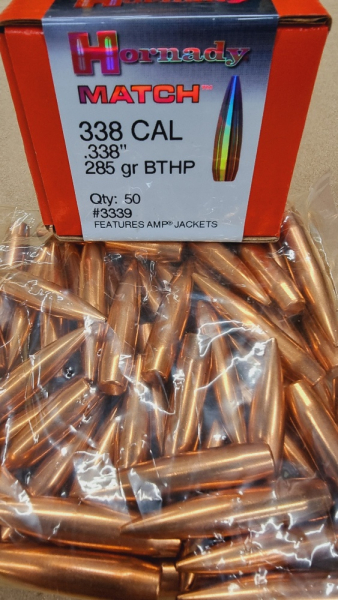 Hornady
MATCH™
338 CAL
.338"
285 gr BTHP
Qty: 50
#3339
FEATURES AMP® JACKETS